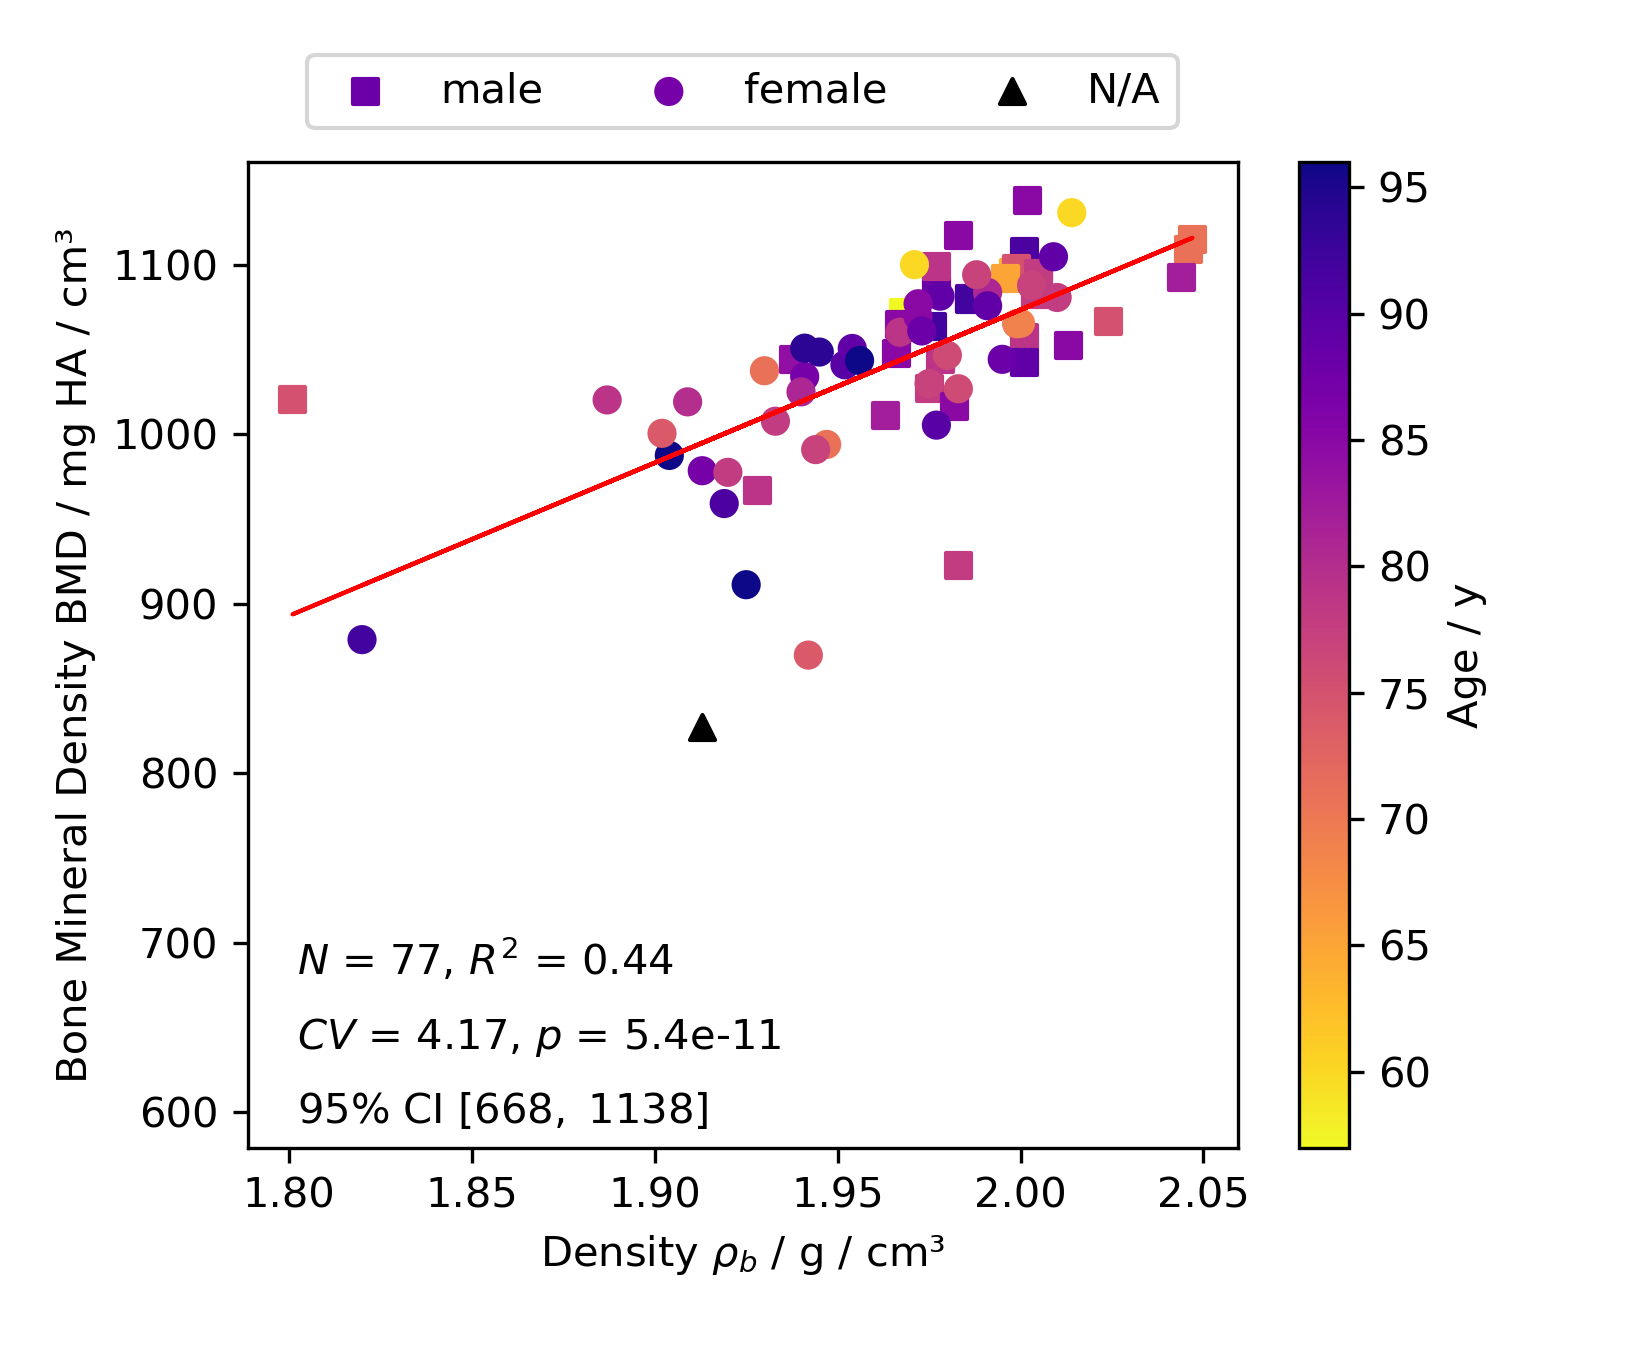 male female N/A
Bone Mineral Density BMD / mg HA / cm³
1100
1000
900
800
700
600
N = 77, R² = 0.44
CV = 4.17, p = 5.4e-11
95% CI [668, 1138]
1.80 1.85 1.90 1.95 2.00 2.05
Density ρ_b / g / cm³
95
90
85
80
75
70
65
60
Age / y